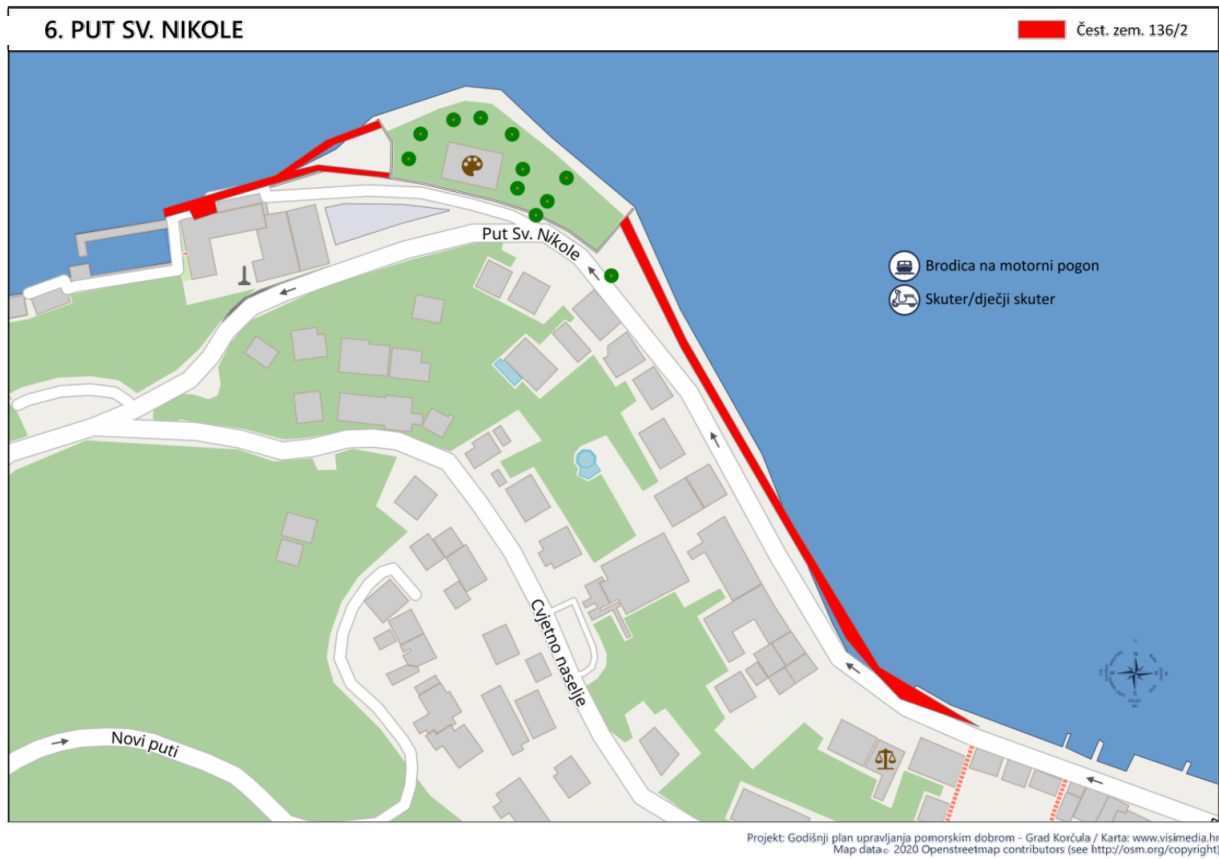 6. PUT SV. NIKOLE
Čest. zem. 136/2
Put Sv. Nikole
Brodica na motorni pogon
Skuter/dječji skuter
Cvjetno naselje
Novi puti
Projekt: Godišnji plan upravljanja pomorskim dobrom - Grad Korčula / Karta: www.visimedia.hr
Map data© 2020 Openstreetmap contributors (see http://osm.org/copyright)